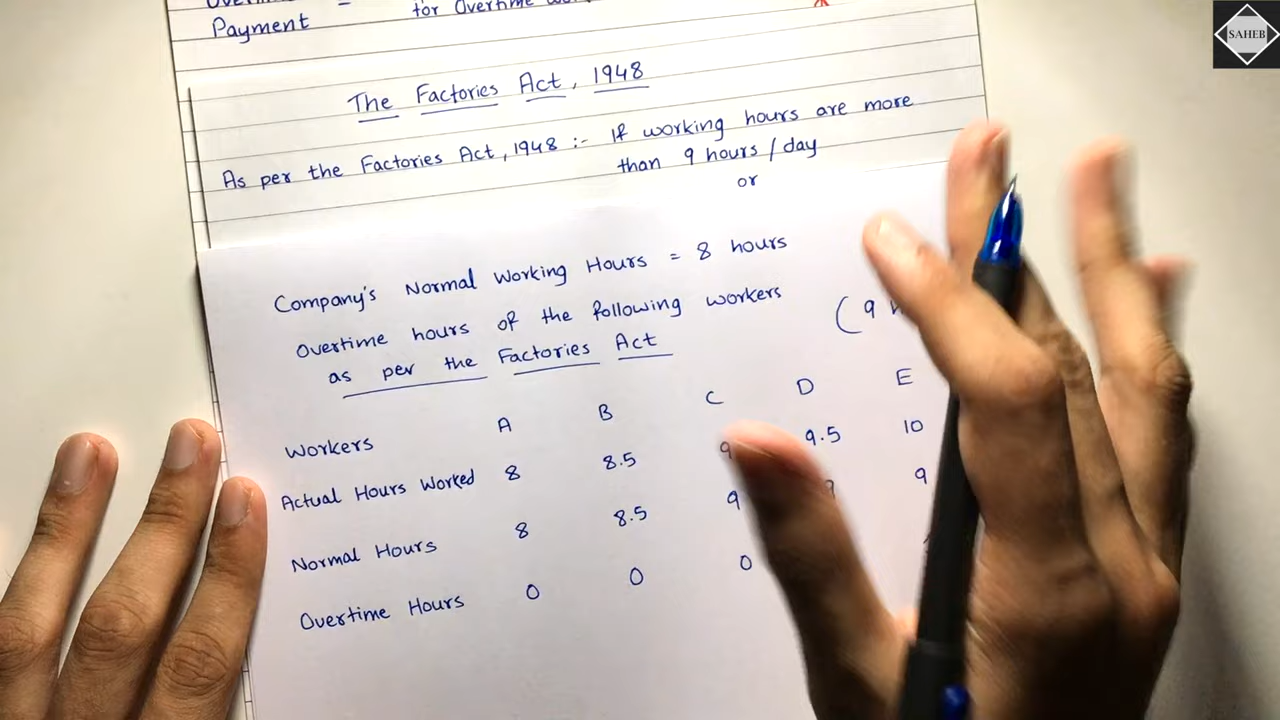 Payment - for Overtime
The Factories Act, 1948
As per the Factories Act, 1948 :- If working hours are more
than 9 hours / day
or
Company's Normal Working Hours = 8 hours
Overtime hours of the following workers (9
as per the Factories Act
Workers A B C D E
Actual Hours Worked 8 8.5 9 9.5 10
Normal Hours 8 8.5 9 9
Overtime Hours 0 0 0
SAHEB